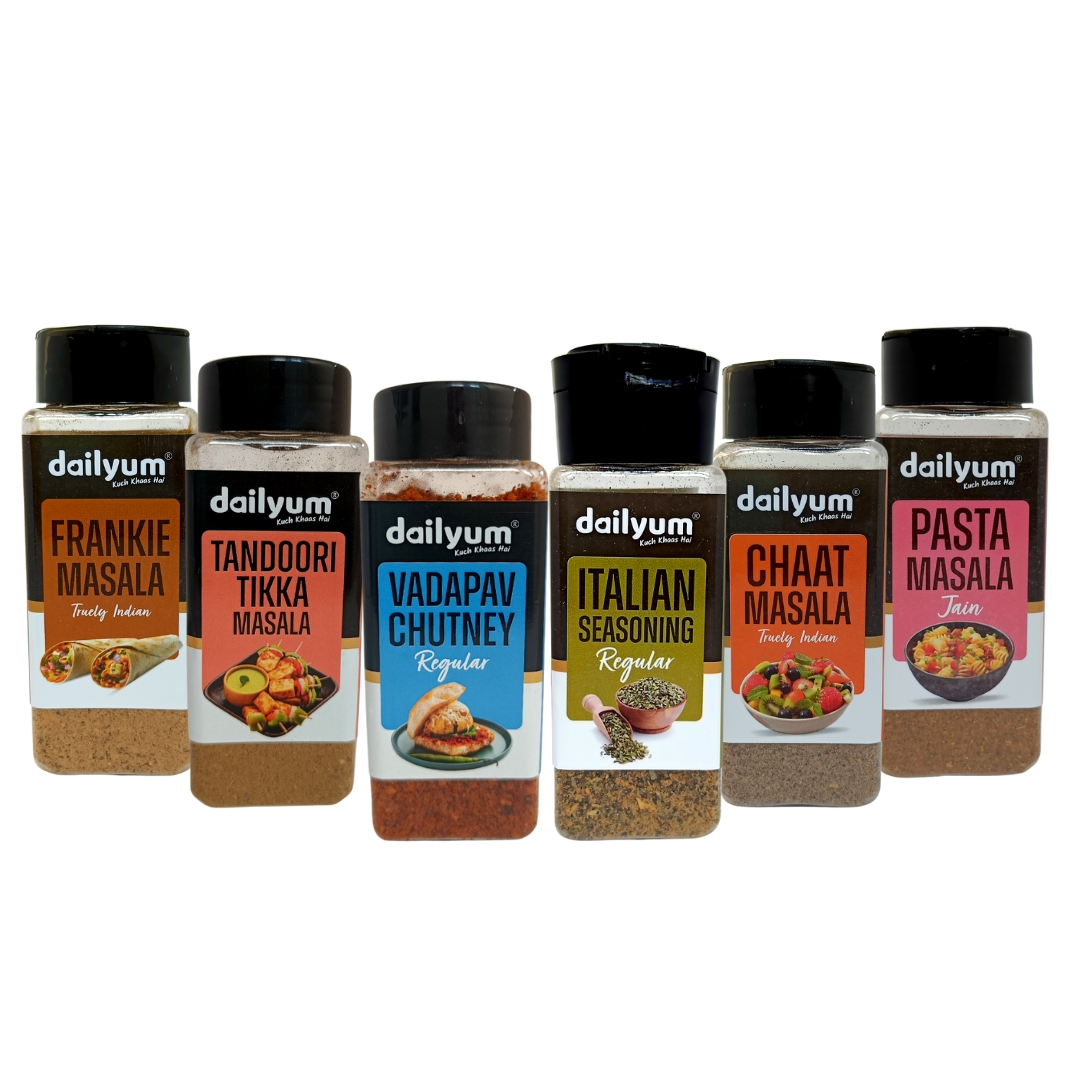 dailyum®
Kuch Khaas Hai
FRANKIE
MASALA
Truely Indian
dailyum®
Kuch Khaas Hai
TANDOORI
TIKKA
MASALA
dailyum®
Kuch Khaas Hai
VADAPAV
CHUTNEY
Regular
dailyum®
Kuch Khaas Hai
ITALIAN
SEASONING
Regular
dailyum®
Kuch Khaas Hai
CHAAT
MASALA
Truely Indian
dailyum®
Kuch Khaas Hai
PASTA
MASALA
Jain